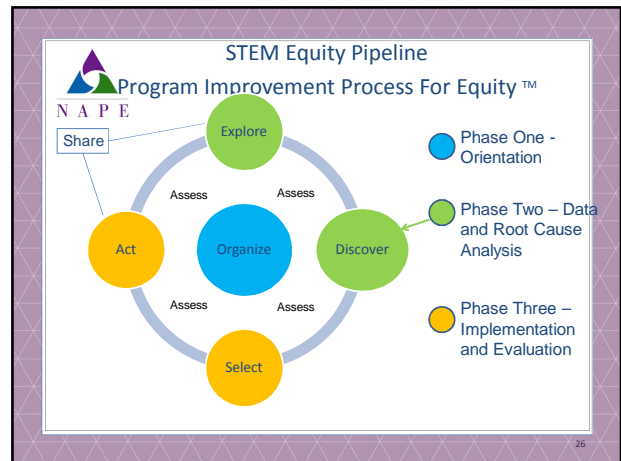 STEM Equity Pipeline
Program Improvement Process For Equity ™
N A P E
Share
Explore
Assess
Assess
Act
Organize
Discover
Assess
Assess
Select
Phase One -
Orientation
Phase Two – Data
and Root Cause
Analysis
Phase Three –
Implementation
and Evaluation
26